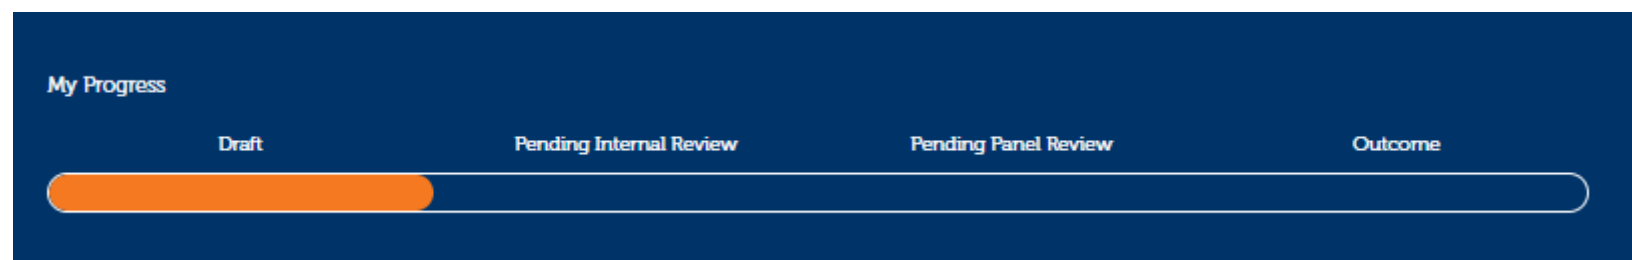 My Progress
Draft Pending Internal Review Pending Panel Review Outcome